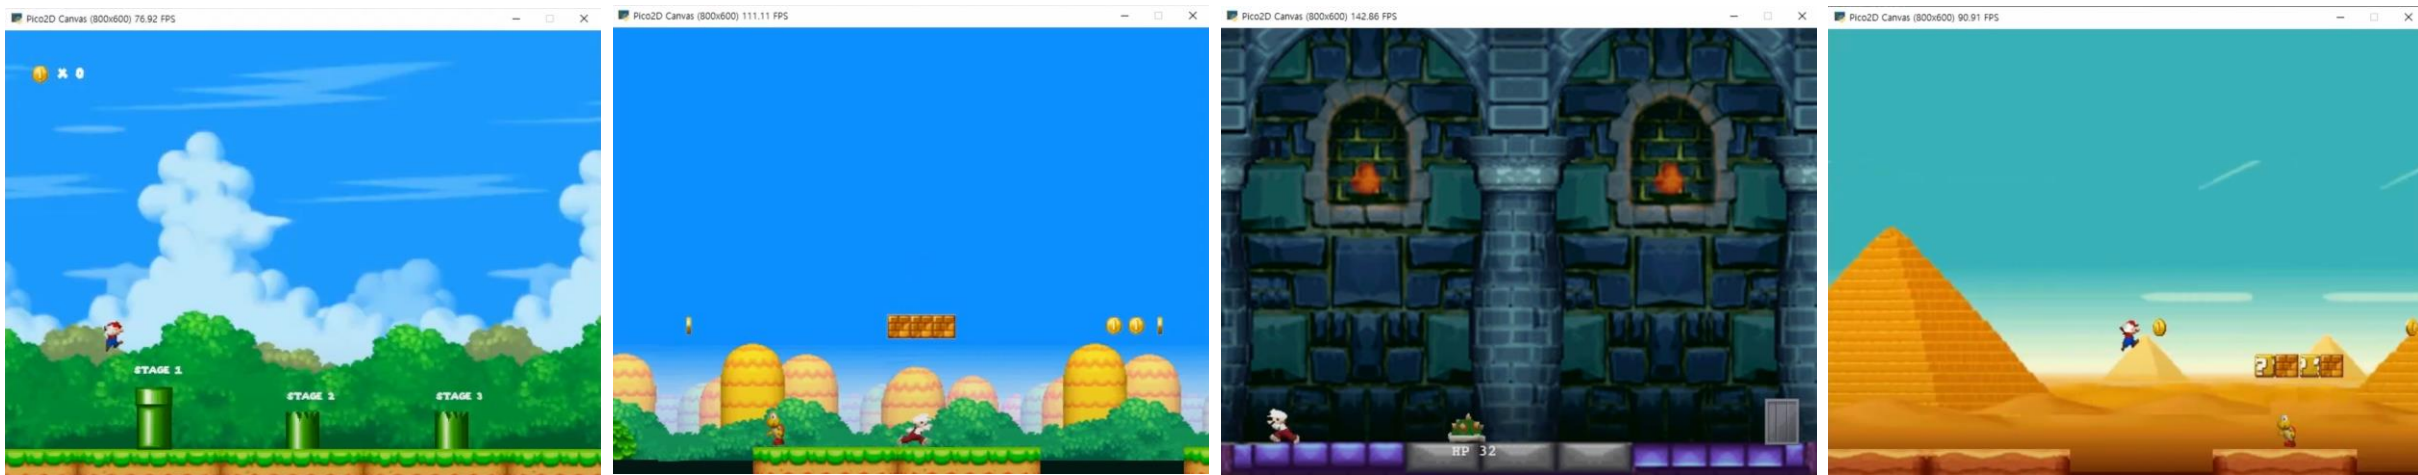 Pico2D Canvas (800x600) 76.92 FPS
X 0
STAGE 1
STAGE 2
STAGE 3
Pico2D Canvas (800x600) 111.11 FPS
Pico2D Canvas (800x600) 142.86 FPS
HP 32
Pico2D Canvas (800x600) 90.91 FPS